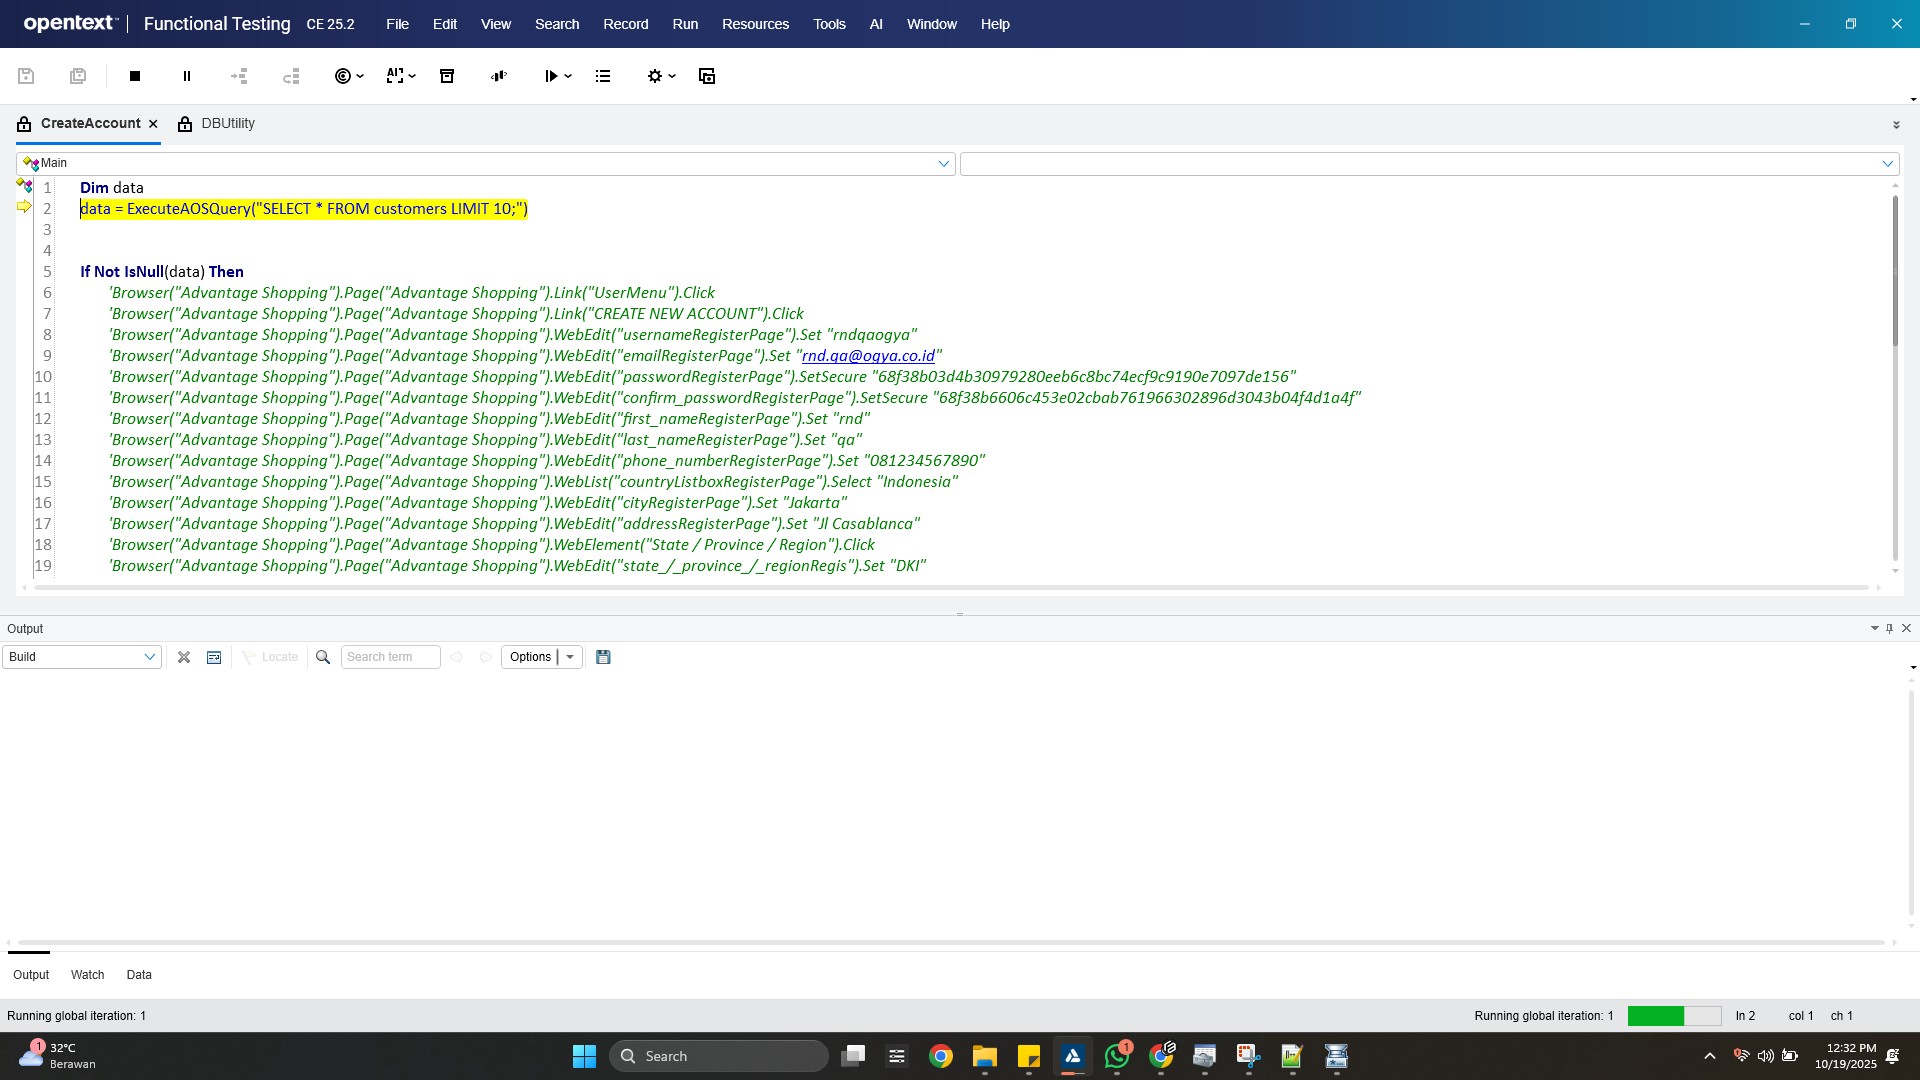 opentext™ | Functional Testing CE 25.2 File Edit View Search Record Run Resources Tools AI Window Help
CreateAccount × DBUtility
Main
1 Dim data
2 data = ExecuteAOSQuery("SELECT * FROM customers LIMIT 10;")
3
4
5 If Not IsNull(data) Then
6 'Browser("Advantage Shopping").Page("Advantage Shopping").Link("UserMenu").Click
7 'Browser("Advantage Shopping").Page("Advantage Shopping").Link("CREATE NEW ACCOUNT").Click
8 'Browser("Advantage Shopping").Page("Advantage Shopping").WebEdit("usernameRegisterPage").Set "rndqaogya"
9 'Browser("Advantage Shopping").Page("Advantage Shopping").WebEdit("emailRegisterPage").Set "rnd.qa@ogya.co.id"
10 'Browser("Advantage Shopping").Page("Advantage Shopping").WebEdit("passwordRegisterPage").SetSecure "68f38b03d4b30979280eeb6c8bc74ecf9c9190e7097de156"
11 'Browser("Advantage Shopping").Page("Advantage Shopping").WebEdit("confirm_passwordRegisterPage").SetSecure "68f38b6606c453e02cbab761966302896d3043b04f4d1a4f"
12 'Browser("Advantage Shopping").Page("Advantage Shopping").WebEdit("first_nameRegisterPage").Set "rnd"
13 'Browser("Advantage Shopping").Page("Advantage Shopping").WebEdit("last_nameRegisterPage").Set "qa"
14 'Browser("Advantage Shopping").Page("Advantage Shopping").WebEdit("phone_numberRegisterPage").Set "081234567890"
15 'Browser("Advantage Shopping").Page("Advantage Shopping").WebList("countryListboxRegisterPage").Select "Indonesia"
16 'Browser("Advantage Shopping").Page("Advantage Shopping").WebEdit("cityRegisterPage").Set "Jakarta"
17 'Browser("Advantage Shopping").Page("Advantage Shopping").WebEdit("addressRegisterPage").Set "Jl Casablanca"
18 'Browser("Advantage Shopping").Page("Advantage Shopping").WebElement("State / Province / Region").Click
19 'Browser("Advantage Shopping").Page("Advantage Shopping").WebEdit("state_/_province_/_regionRegis").Set "DKI"
Output
Build Locate Search term Options
Output Watch Data
Running global iteration: 1 Running global iteration: 1 ln 2 col 1 ch 1
1 32°C Search 1 12:32 PM
Berawan 10/19/2025